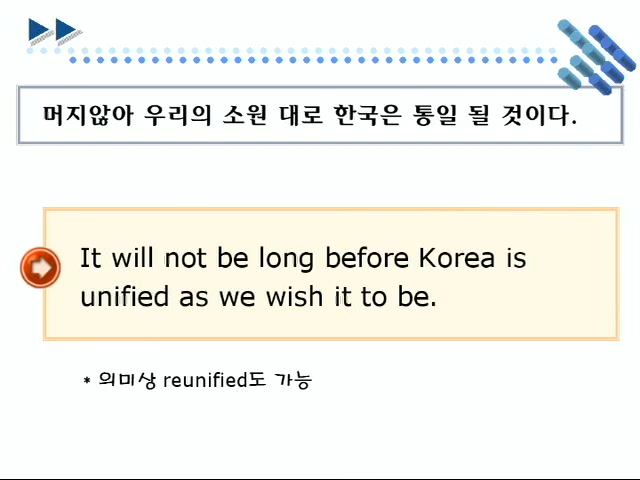 머지않아 우리의 소원 대로 한국은 통일 될 것이다.
It will not be long before Korea is
unified as we wish it to be.
* 의미상 reunified도 가능